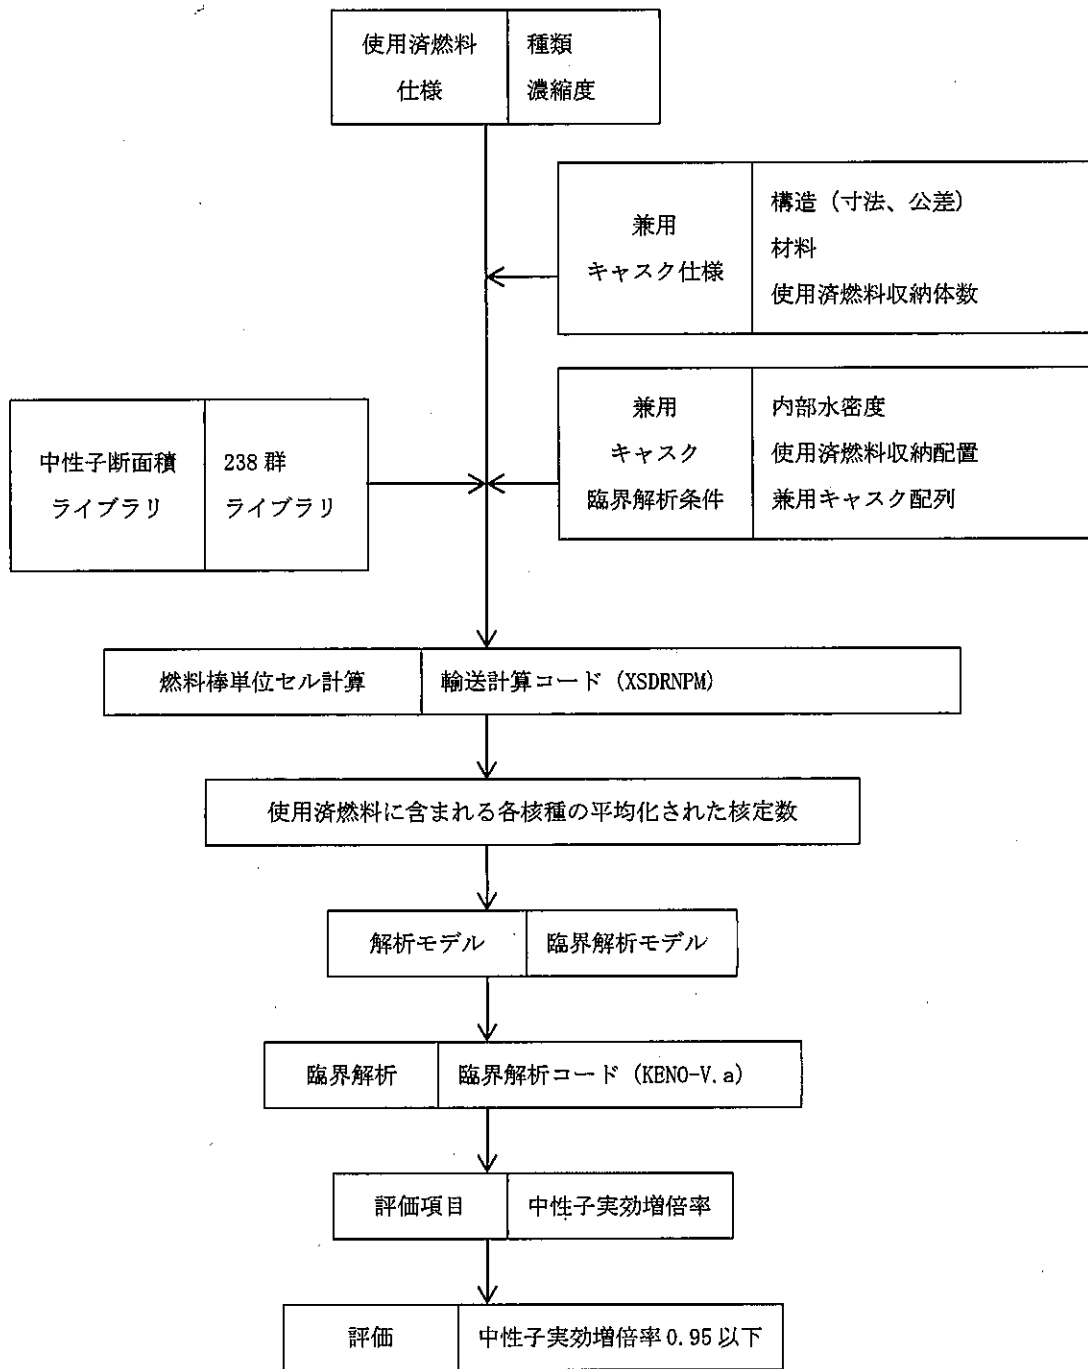 使用済燃料
仕様
種類
濃縮度
兼用
キャスク仕様
構造（寸法、公差）
材料
使用済燃料収納体数
中性子断面積
ライブラリ
238 群
ライブラリ
兼用
キャスク
臨界解析条件
内部水密度
使用済燃料収納配置
兼用キャスク配列
燃料棒単位セル計算
輸送計算コード（XSDRNPM）
使用済燃料に含まれる各核種の平均化された核定数
解析モデル
臨界解析モデル
臨界解析
臨界解析コード（KENO-V.a）
評価項目
中性子実効増倍率
評価
中性子実効増倍率 0.95 以下